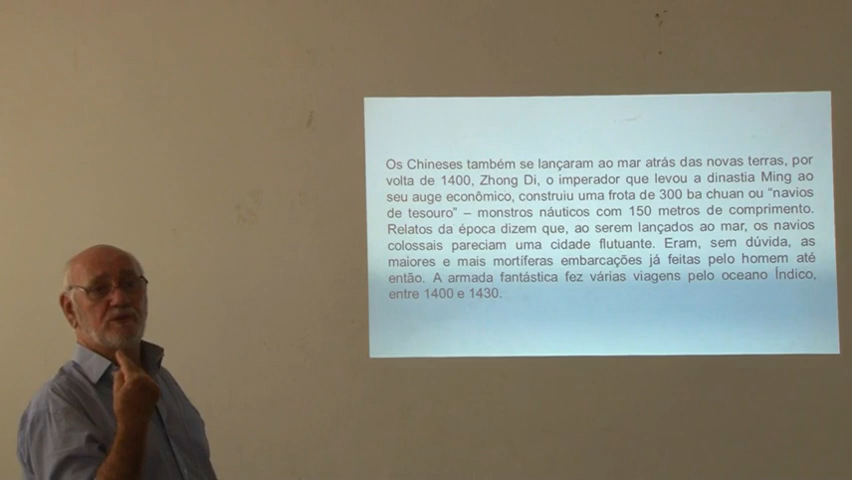 Os Chineses também se lançaram ao mar atrás das novas terras, por
volta de 1400, Zhong Di, o imperador que levou a dinastia Ming ao
seu auge econômico, construiu uma frota de 300 ba chuan ou "navios
de tesouro" – monstros náuticos com 150 metros de comprimento.
Relatos da época dizem que, ao serem lançados ao mar, os navios
colossais pareciam uma cidade flutuante. Eram, sem dúvida, as
maiores e mais mortíferas embarcações já feitas pelo homem até
então. A armada fantástica fez várias viagens pelo oceano Índico,
entre 1400 e 1430.